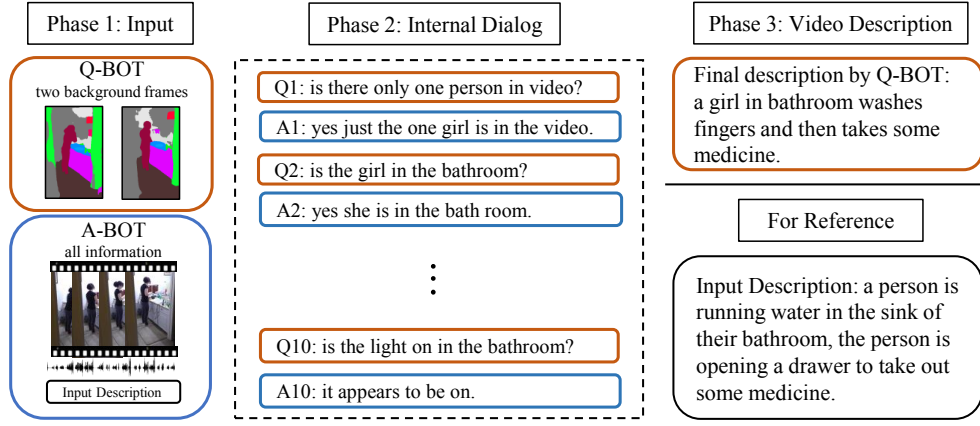 Phase 1: Input
Q-BOT
two background frames
A-BOT
all information
Input Description
Phase 2: Internal Dialog
Q1: is there only one person in video?
A1: yes just the one girl is in the video.
Q2: is the girl in the bathroom?
A2: yes she is in the bath room.
Q10: is the light on in the bathroom?
A10: it appears to be on.
Phase 3: Video Description
Final description by Q-BOT:
a girl in bathroom washes
fingers and then takes some
medicine.
For Reference
Input Description: a person is
running water in the sink of
their bathroom, the person is
opening a drawer to take out
some medicine.